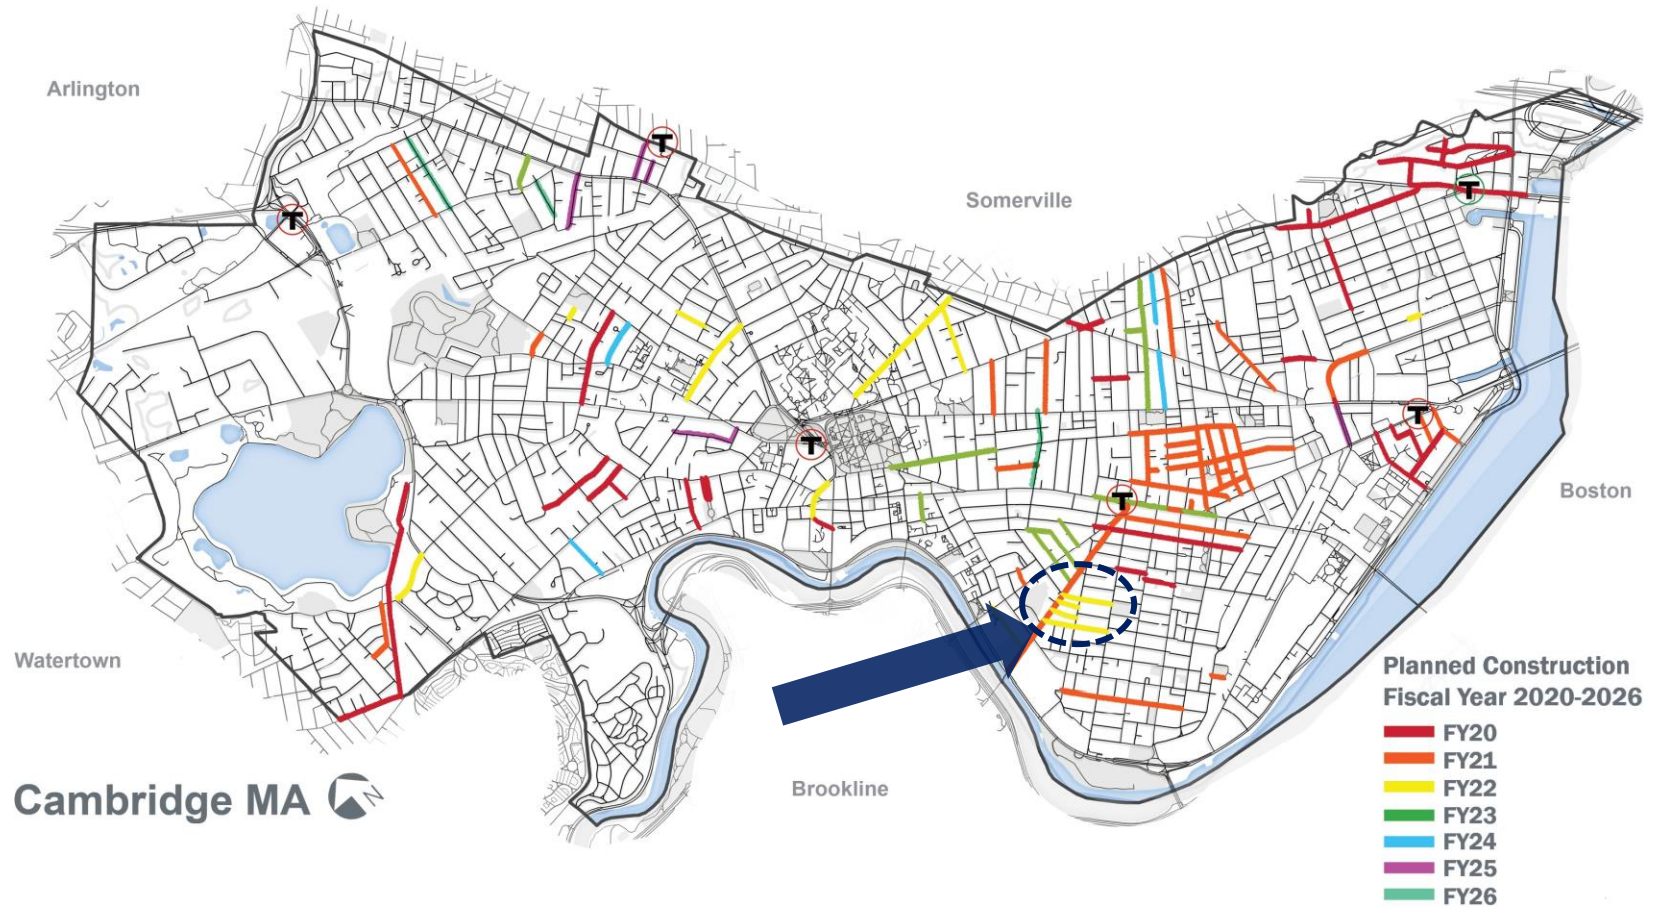 Arlington
T
T
Somerville
T
T
T
T
Boston
Watertown
Planned Construction
Fiscal Year 2020-2026
FY20
FY21
FY22
FY23
FY24
FY25
FY26
Brookline
Cambridge MA
N